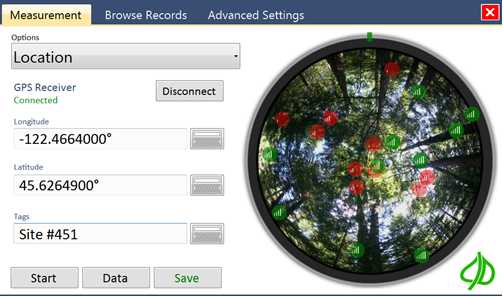 Measurement Browse Records Advanced Settings
Options
Location
GPS Receiver
Connected
Disconnect
Longitude
-122.4664000°
Latitude
45.6264900°
Tags
Site #451
Start Data Save